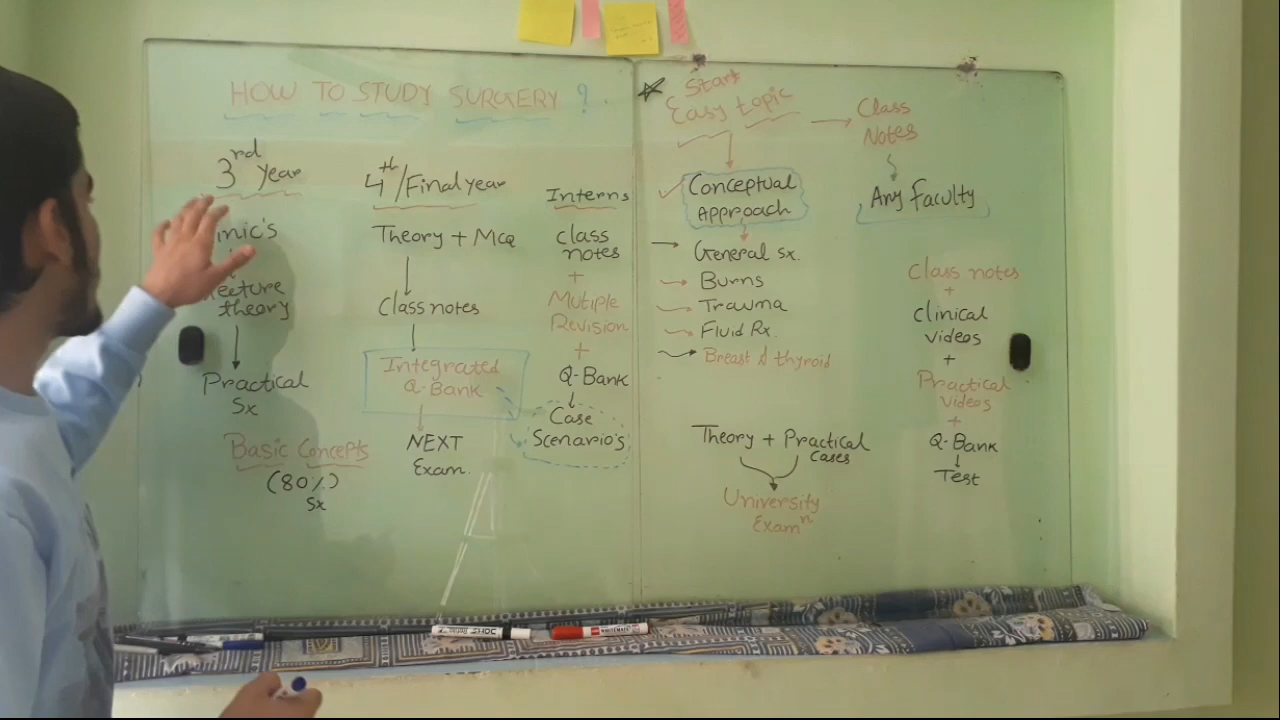 HOW TO STUDY SURGERY ?
3rd Year
inic's
Lecture
theory
Practical
Sx
Basic Concepts
(80%)
Sx
4th/Final year
Theory + Mcq
Class notes
Integrated
Q-Bank
NEXT
Exam.
Interns
class
notes
+
Mutiple
Revision
+
Q-Bank
Case
Scenario's
Start
Easy topic
Conceptual
Approach
General Sx.
Burns
Trauma
Fluid Rx.
Breast & thyroid
Theory + Practical
cases
University
Examn
Class
Notes
Any faculty
Class notes
+
clinical
videos
+
Practical
videos
+
Q-Bank
Test